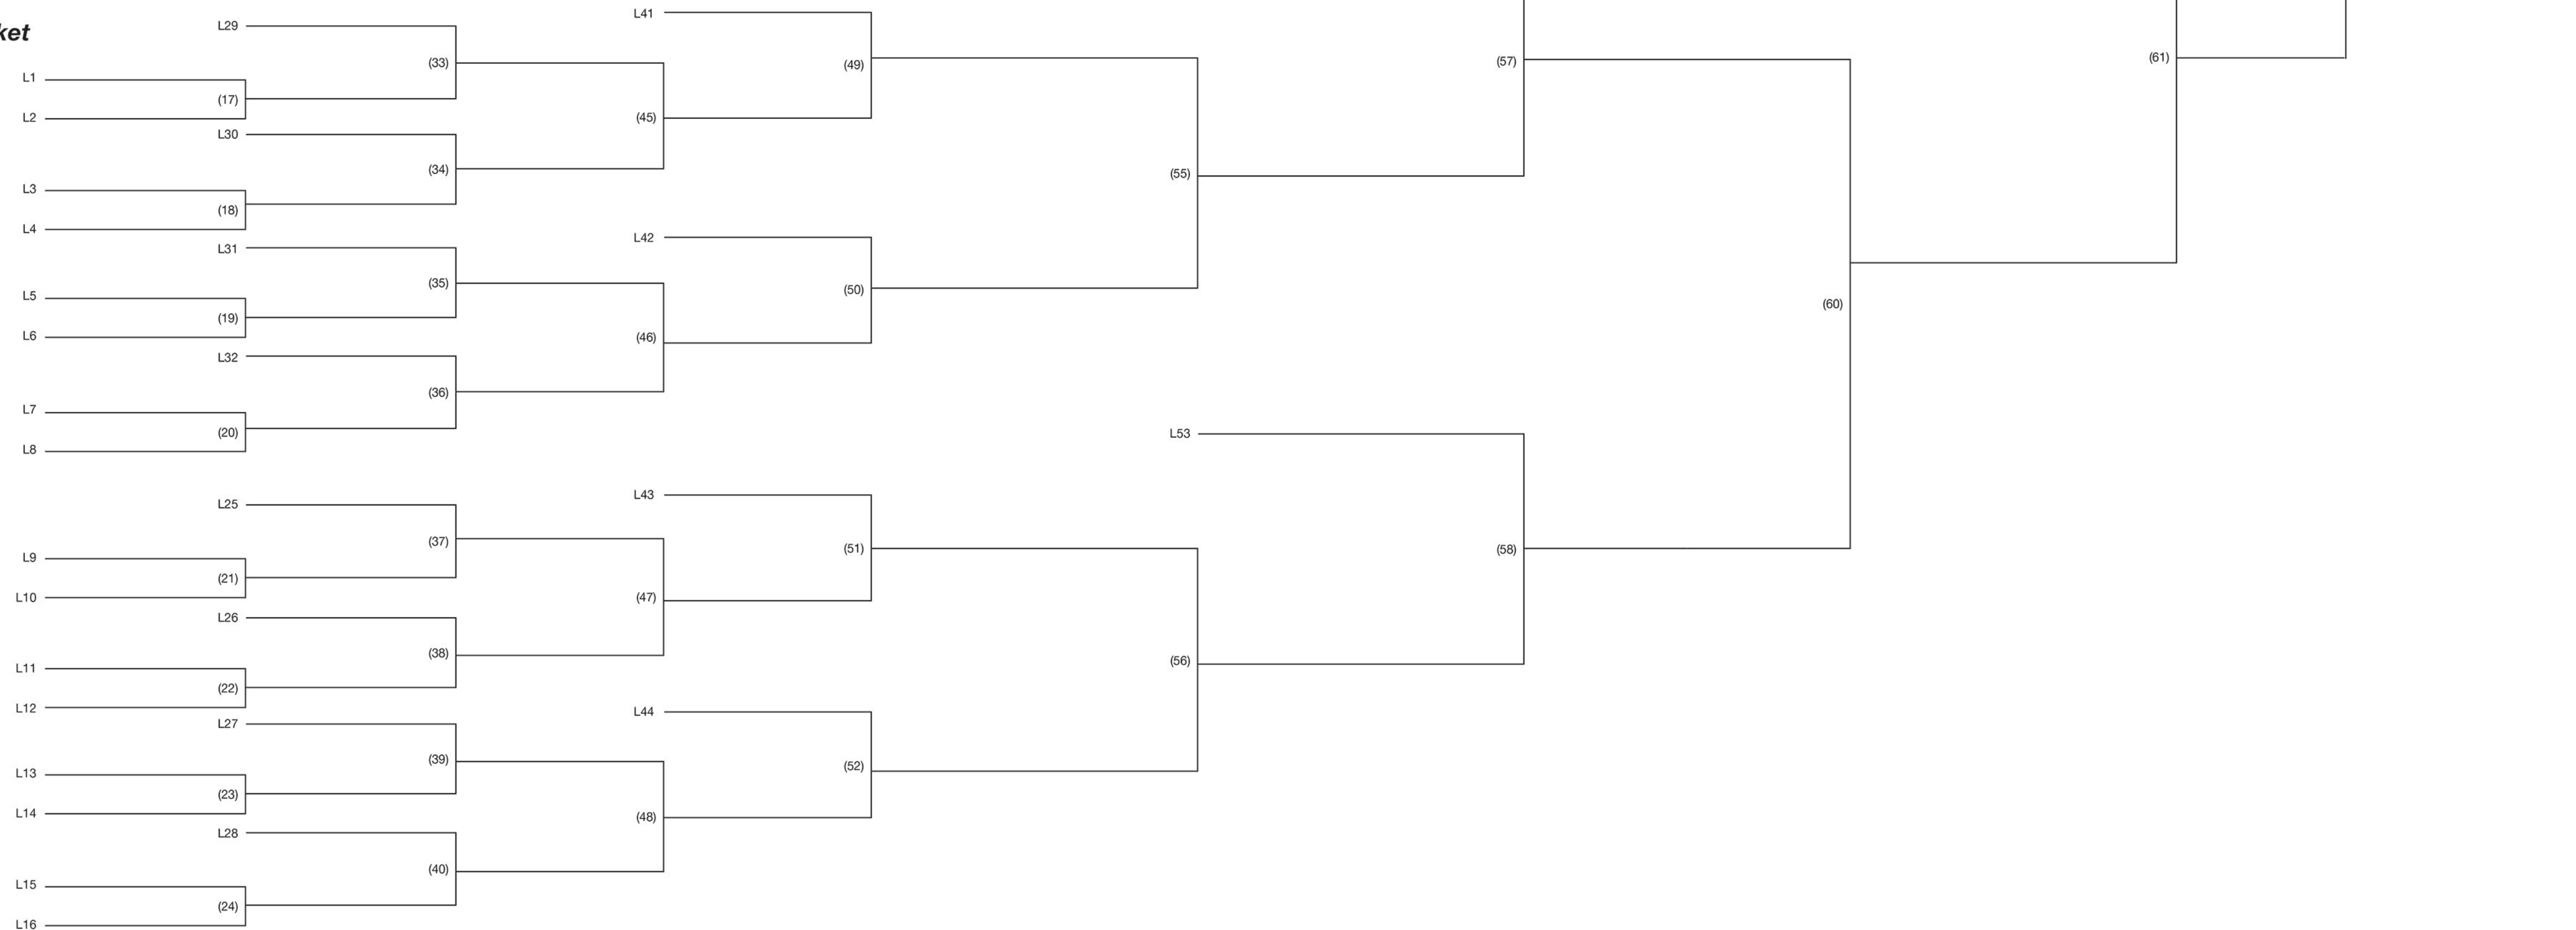 ket
L29
L41
(33)
(49)
(57)
(61)
L1
(17)
L2
(45)
L30
(34)
(55)
L3
(18)
L4
L31
L42
(35)
(50)
L5
(19)
(60)
L6
(46)
L32
(36)
L7
(20)
L8
L53
L25
L43
(37)
(51)
(58)
L9
(21)
L10
(47)
L26
(38)
(56)
L11
(22)
L12
L27
L44
(39)
(52)
L13
(23)
L14
(48)
L28
(40)
L15
(24)
L16